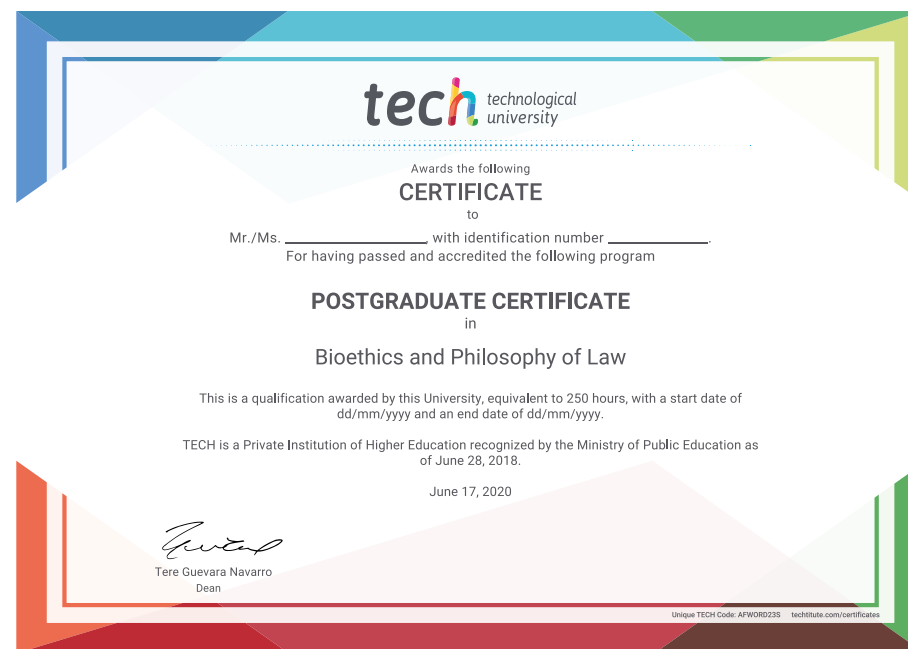 tech technological
university
Awards the following
CERTIFICATE
to
Mr./Ms. ____________________, with identification number ______________.
For having passed and accredited the following program
POSTGRADUATE CERTIFICATE
in
Bioethics and Philosophy of Law
This is a qualification awarded by this University, equivalent to 250 hours, with a start date of
dd/mm/yyyy and an end date of dd/mm/yyyy.
TECH is a Private Institution of Higher Education recognized by the Ministry of Public Education as
of June 28, 2018.
June 17, 2020
Tere Guevara Navarro
Dean
Unique TECH Code: AFWORD23S techtitute.com/certificates